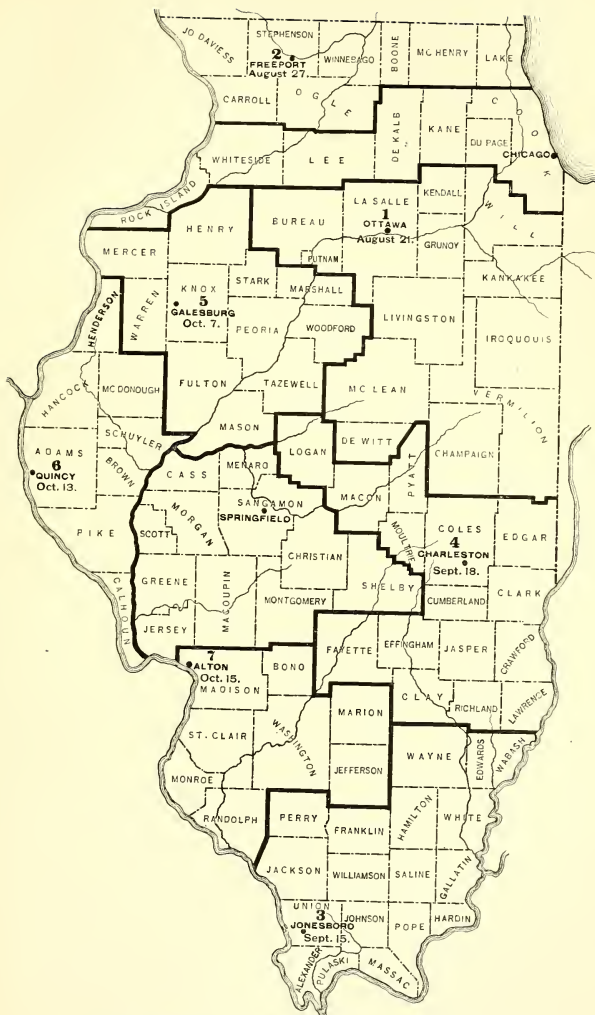 JO DAVIESS
STEPHENSON
2
FREEPORT
August 27.
WINNEBAGO
BOONE
MC HENRY
LAKE
CARROLL
OGLE
WHITESIDE
LEE
DE KALB
KANE
COOK
DU PAGE
CHICAGO
ROCK ISLAND
HENRY
BUREAU
LA SALLE
1
OTTAWA
August 21.
KENDALL
WILL
GRUNDY
PUTNAM
MERCER
KNOX
5
GALESBURG
Oct. 7.
STARK
MARSHALL
KANKAKEE
HENDERSON
WARREN
PEORIA
WOODFORD
LIVINGSTON
IROQUOIS
HANCOCK
MC DONOUGH
FULTON
TAZEWELL
MC LEAN
VERMILION
SCHUYLER
MASON
LOGAN
DE WITT
CHAMPAIGN
ADAMS
6
QUINCY
Oct. 13.
BROWN
CASS
MENARD
MACON
PYATT
PIKE
SCOTT
MORGAN
SANGAMON
SPRINGFIELD
MOULTRIE
COLES
4
CHARLESTON
Sept. 18.
EDGAR
CHRISTIAN
SHELBY
CALHOUN
GREENE
MACOUPIN
MONTGOMERY
CUMBERLAND
CLARK
JERSEY
7
ALTON
Oct. 15.
MADISON
BOND
FAYETTE
EFFINGHAM
JASPER
CRAWFORD
CLAY
RICHLAND
LAWRENCE
ST. CLAIR
WASHINGTON
MARION
WAYNE
EDWARDS
WABASH
MONROE
JEFFERSON
RANDOLPH
PERRY
FRANKLIN
HAMILTON
WHITE
JACKSON
WILLIAMSON
SALINE
GALLATIN
UNION
3
JONESBORO
Sept. 15.
JOHNSON
POPE
HARDIN
ALEXANDER
PULASKI
MASSAC